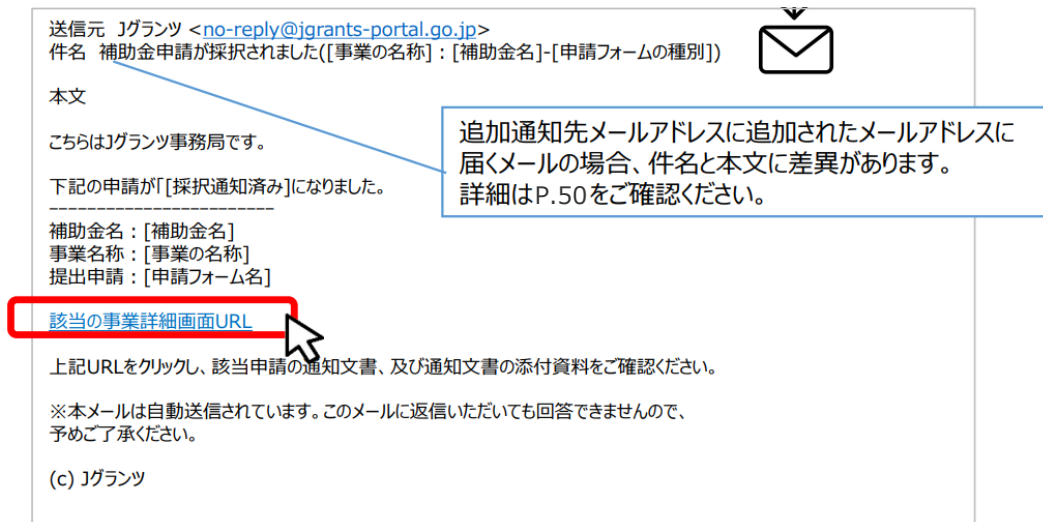 送信元 Jグランツ <no-reply@jgrants-portal.go.jp>
件名 補助金申請が採択されました([事業の名称]:[補助金名]-[申請フォームの種別])
本文
こちらはJグランツ事務局です。
下記の申請が「[採択通知済み]になりました。
------------------------
補助金名:[補助金名]
事業名称:[事業の名称]
提出申請:[申請フォーム名]
該当の事業詳細画面URL
上記URLをクリックし、該当申請の通知文書、及び通知文書の添付資料をご確認ください。
※本メールは自動送信されています。このメールに返信いただいても回答できませんので、
予めご了承ください。
(c) Jグランツ
追加通知先メールアドレスに追加されたメールアドレスに
届くメールの場合、件名と本文に差異があります。
詳細はP.50をご確認ください。